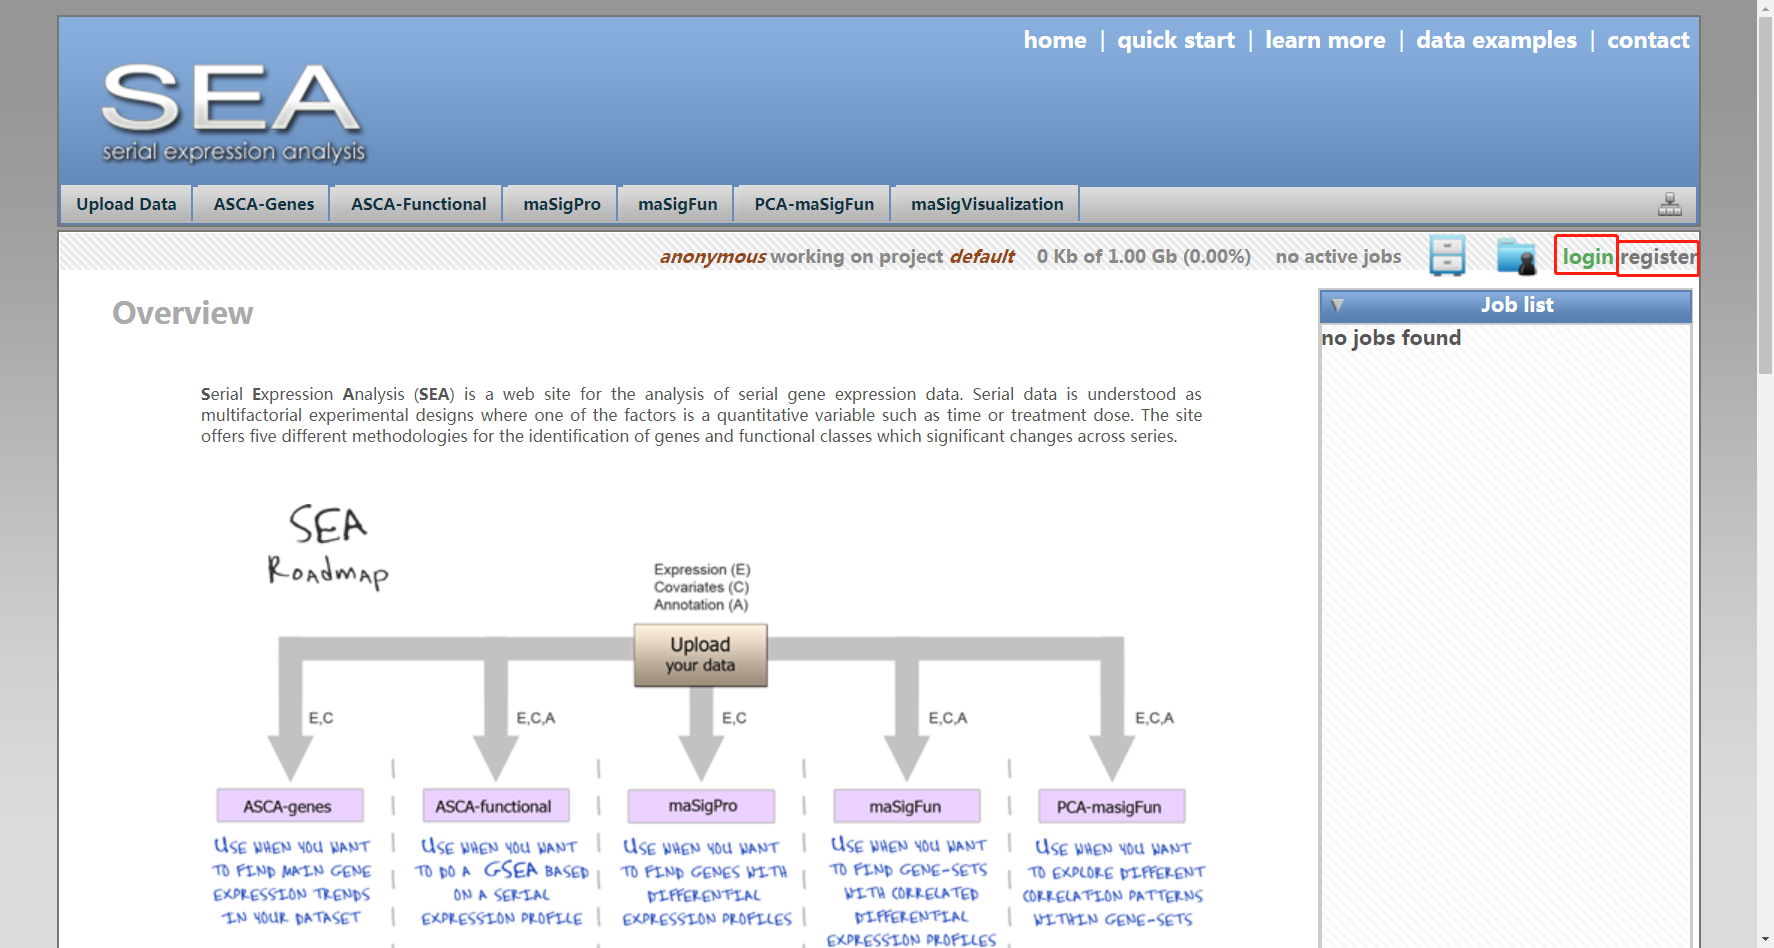 home | quick start | learn more | data examples | contact
SEA
serial expression analysis
Upload Data ASCA-Genes ASCA-Functional maSigPro maSigFun PCA-maSigFun maSigVisualization
anonymous working on project default 0 Kb of 1.00 Gb (0.00%) no active jobs login register
Overview
Job list
no jobs found
Serial Expression Analysis (SEA) is a web site for the analysis of serial gene expression data. Serial data is understood as
multifactorial experimental designs where one of the factors is a quantitative variable such as time or treatment dose. The site
offers five different methodologies for the identification of genes and functional classes which significant changes across series.
SEA
Roadmap
Expression (E)
Covariates (C)
Annotation (A)
Upload
your data
E,C E,C,A E,C E,C,A E,C,A
ASCA-genes
USE WHEN YOU WANT
TO FIND MAIN GENE
EXPRESSION TRENDS
IN YOUR DATASET
ASCA-functional
USE WHEN YOU WANT
TO DO A GSEA BASED
ON A SERIAL
EXPRESSION PROFILE
maSigPro
USE WHEN YOU WANT
TO FIND GENES WITH
DIFFERENTIAL
EXPRESSION PROFILES
maSigFun
USE WHEN YOU WANT
TO FIND GENE-SETS
WITH CORRELATED
DIFFERENTIAL
EXPRESSION PROFILES
PCA-masigFun
USE WHEN YOU WANT
TO EXPLORE DIFFERENT
CORRELATION PATTERNS
WITHIN GENE-SETS